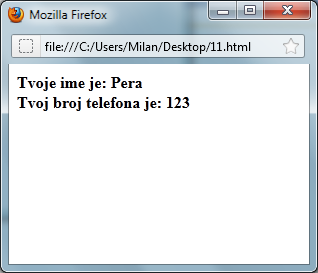 Mozilla Firefox
file:///C:/Users/Milan/Desktop/11.html
Tvoje ime je: Pera
Tvoj broj telefona je: 123